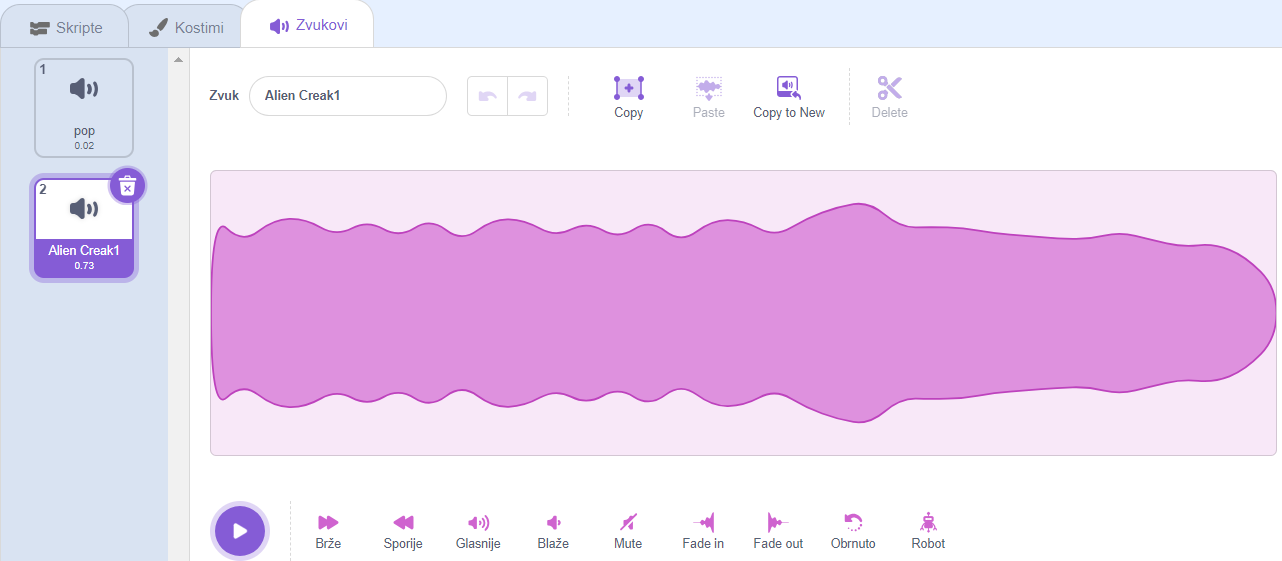 Skripte
Kostimi
Zvukovi
1
pop
0.02
2
Alien Creak1
0.73
Zvuk
Alien Creak1
Copy
Paste
Copy to New
Delete
Brže
Sporije
Glasnije
Blaže
Mute
Fade in
Fade out
Obrnuto
Robot